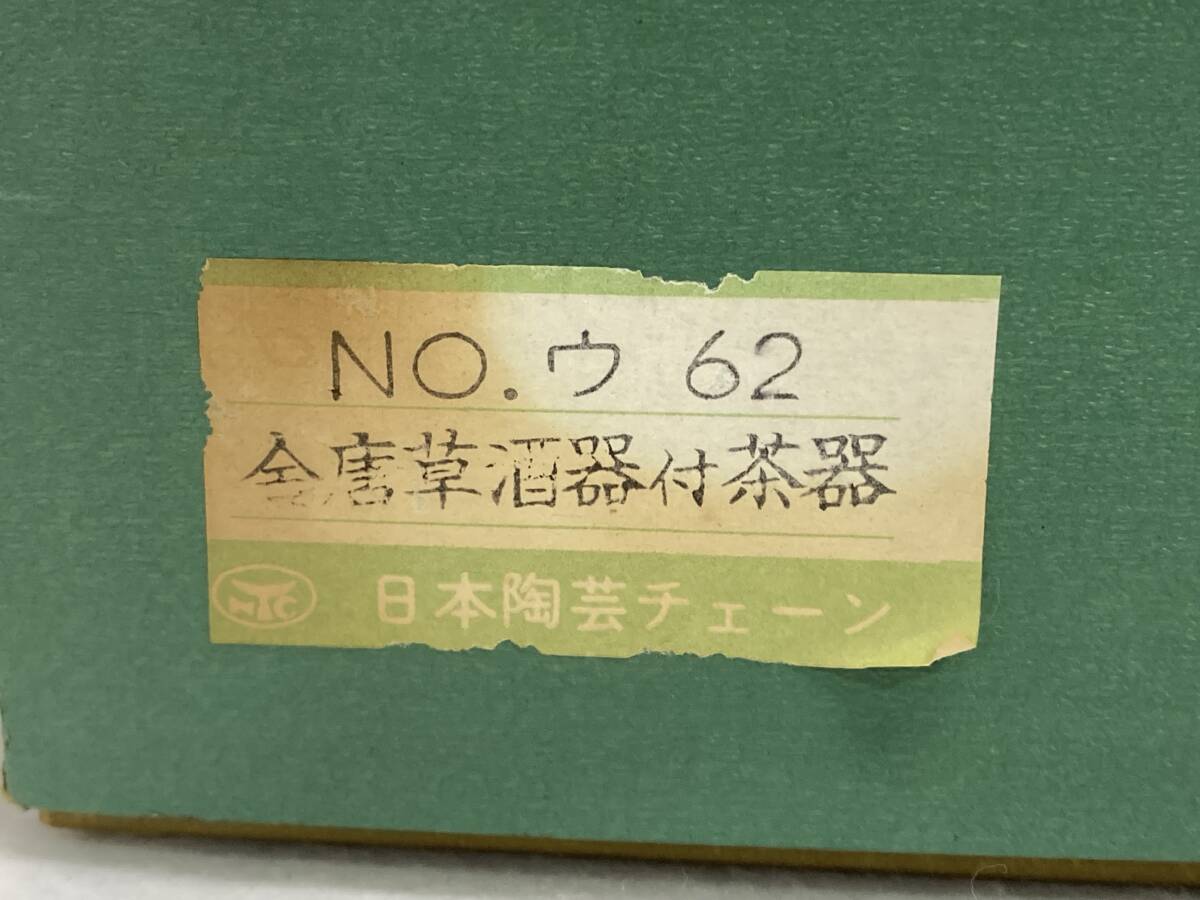 NO.ウ 62
金唐草酒器付茶器
NTC 日本陶芸チェーン